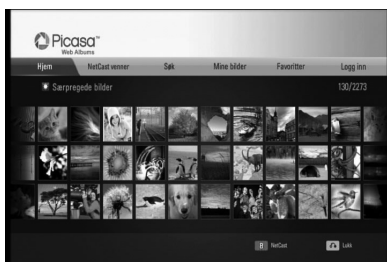 Picasa™
Web Albums
Hjem NetCast venner Søk Mine bilder Favoritter Logg inn
Særpregede bilder 130/2273
NetCast Lukk